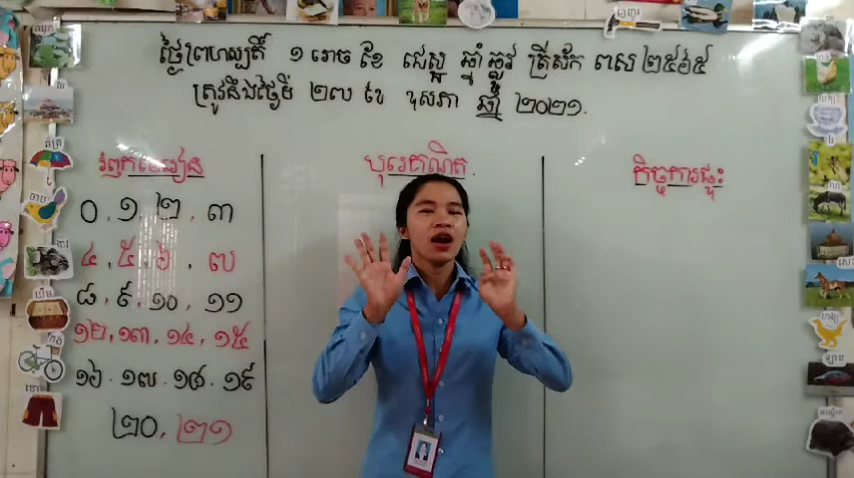 ថ្ងៃព្រហស្បតិ៍ ១ រោច ខែ ជេស្ឋ ឆ្នាំ ឆ្លូវ ត្រីស័ក ពស ២៥៦៥
ត្រូវនឹងថ្ងៃទី ២៧ ខែ ឧសភា ឆ្នាំ ២០២១.
រំឭកមេរៀន
០ . ១ . ២ . ៣
៤ . ៥ . ៦ . ៧
៨ . ៩ . ១០ . ១១
១២ . ១៣ . ១៤ . ១៥
១៦ . ១៧ . ១៨ . ១៩
២០ . ២១
បុរេគណិត
កិច្ចការផ្ទះ